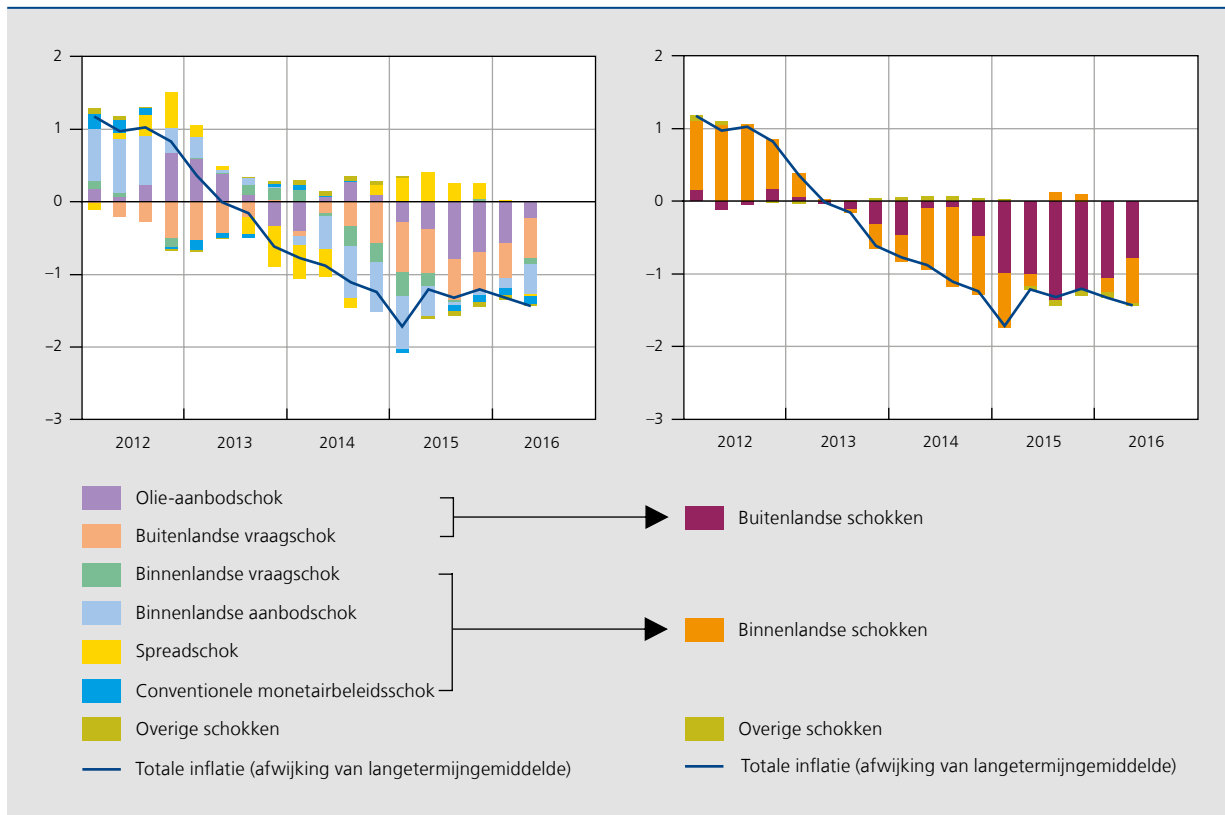 2
1
0
–1
–2
–3
2012 2013 2014 2015 2016
2
1
0
–1
–2
–3
2012 2013 2014 2015 2016
Olie-aanbodschok
Buitenlandse vraagschok
Binnenlandse vraagschok
Binnenlandse aanbodschok
Spreadschok
Conventionele monetairbeleidsschok
Overige schokken
Totale inflatie (afwijking van langetermijngemiddelde)
Buitenlandse schokken
Binnenlandse schokken
Overige schokken
Totale inflatie (afwijking van langetermijngemiddelde)